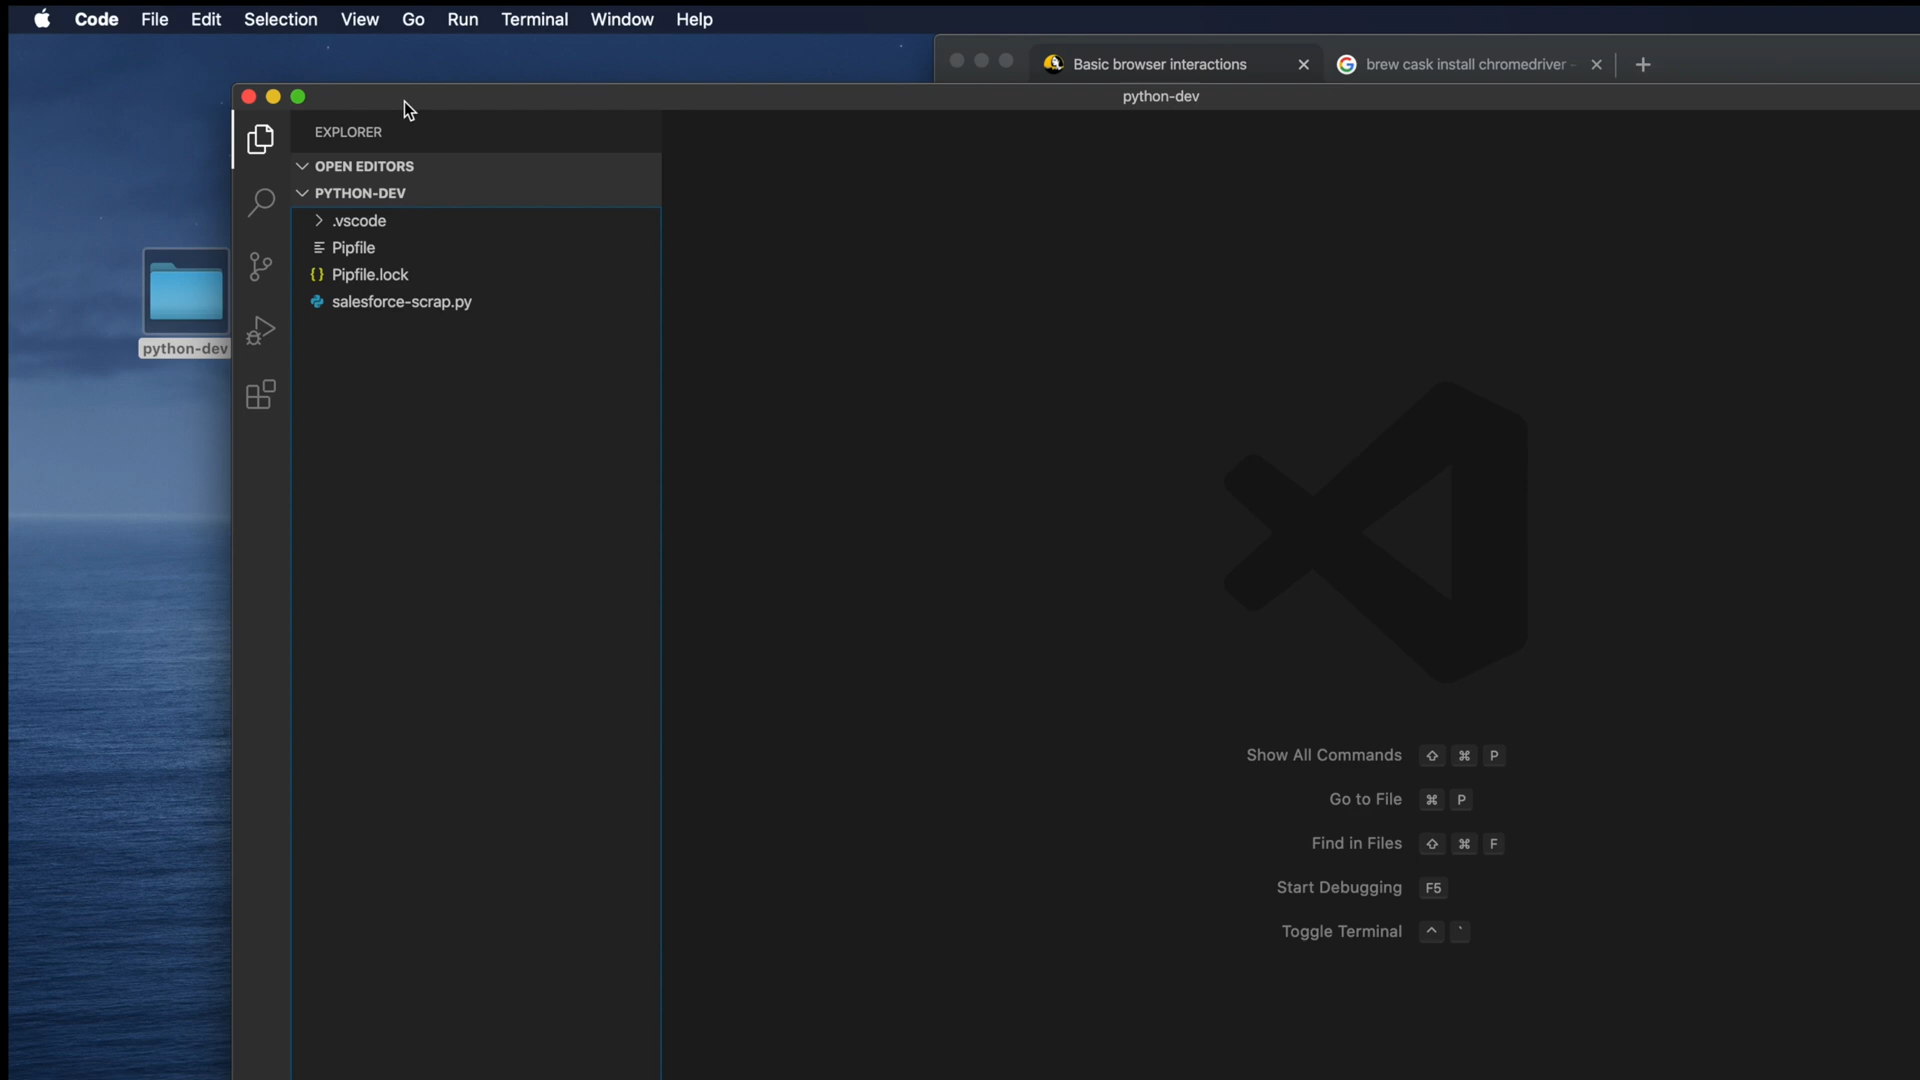 Code File Edit Selection View Go Run Terminal Window Help
Basic browser interactions
brew cask install chromedriver -
python-dev
EXPLORER
OPEN EDITORS
PYTHON-DEV
.vscode
Pipfile
{} Pipfile.lock
salesforce-scrap.py
python-dev
Show All Commands ⇧ ⌘ P
Go to File ⌘ P
Find in Files ⇧ ⌘ F
Start Debugging F5
Toggle Terminal ^ `